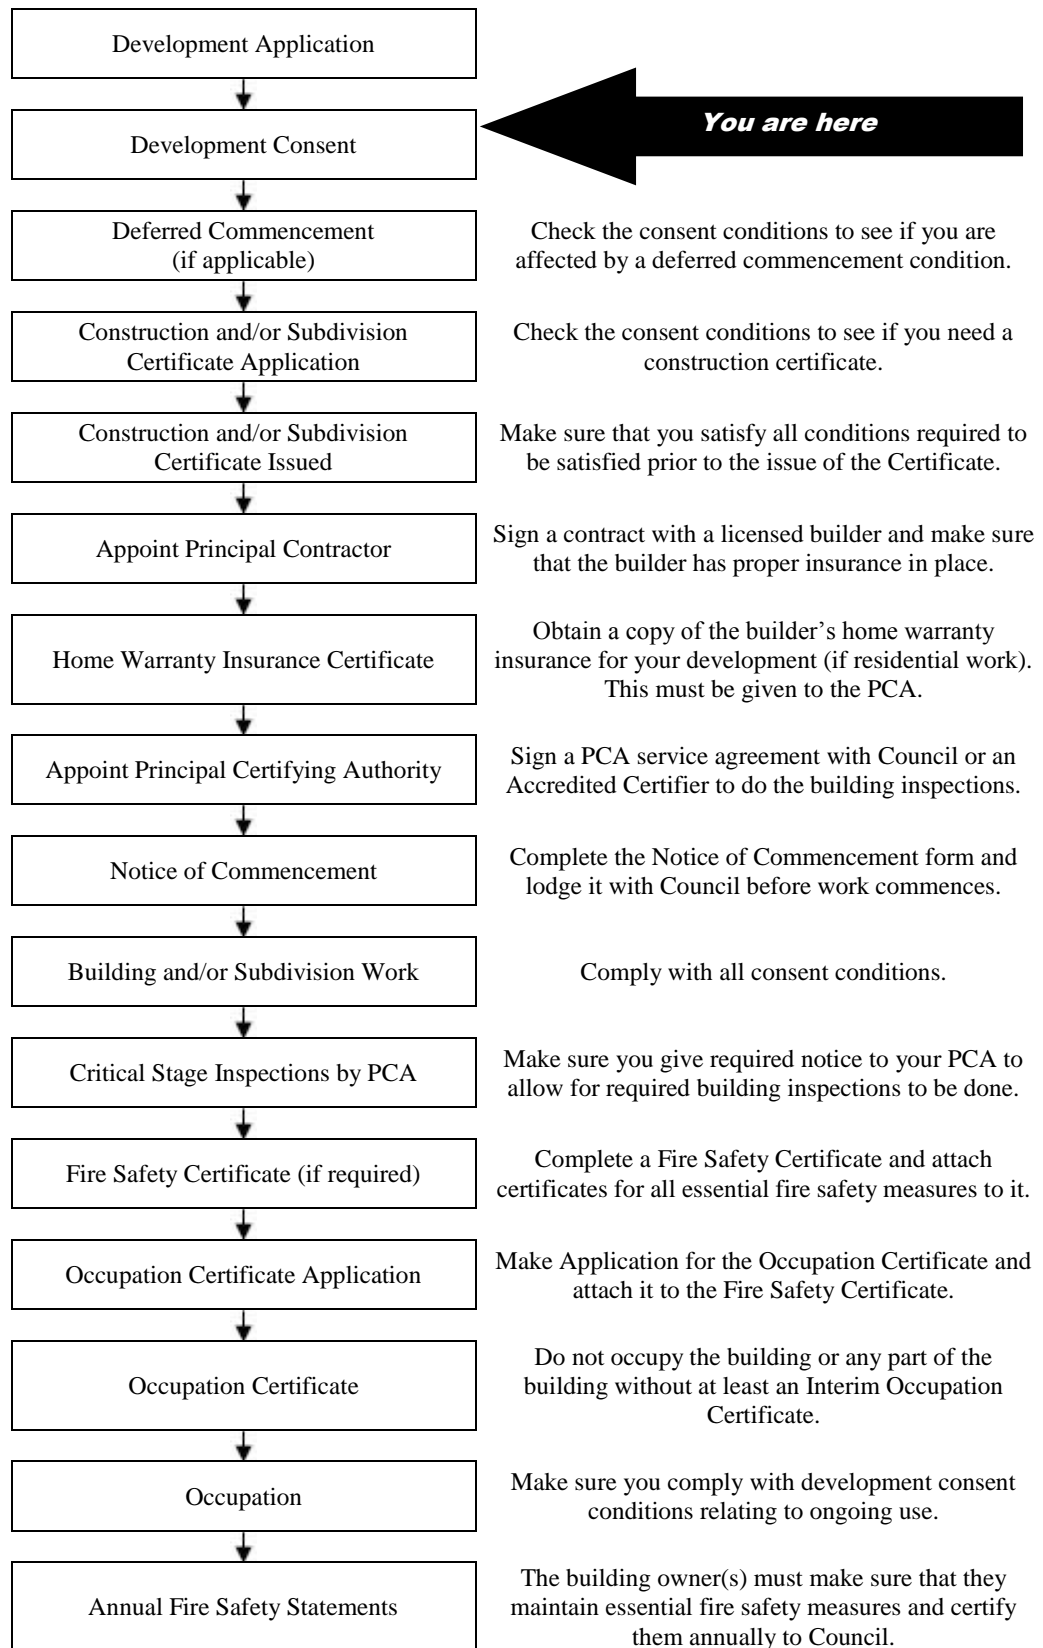 Development Application
You are here
Development Consent
Deferred Commencement
(if applicable)
Check the consent conditions to see if you are
affected by a deferred commencement condition.
Construction and/or Subdivision
Certificate Application
Check the consent conditions to see if you need a
construction certificate.
Construction and/or Subdivision
Certificate Issued
Make sure that you satisfy all conditions required to
be satisfied prior to the issue of the Certificate.
Appoint Principal Contractor
Sign a contract with a licensed builder and make sure
that the builder has proper insurance in place.
Home Warranty Insurance Certificate
Obtain a copy of the builder’s home warranty
insurance for your development (if residential work).
This must be given to the PCA.
Appoint Principal Certifying Authority
Sign a PCA service agreement with Council or an
Accredited Certifier to do the building inspections.
Notice of Commencement
Complete the Notice of Commencement form and
lodge it with Council before work commences.
Building and/or Subdivision Work
Comply with all consent conditions.
Critical Stage Inspections by PCA
Make sure you give required notice to your PCA to
allow for required building inspections to be done.
Fire Safety Certificate (if required)
Complete a Fire Safety Certificate and attach
certificates for all essential fire safety measures to it.
Occupation Certificate Application
Make Application for the Occupation Certificate and
attach it to the Fire Safety Certificate.
Occupation Certificate
Do not occupy the building or any part of the
building without at least an Interim Occupation
Certificate.
Occupation
Make sure you comply with development consent
conditions relating to ongoing use.
Annual Fire Safety Statements
The building owner(s) must make sure that they
maintain essential fire safety measures and certify
them annually to Council.